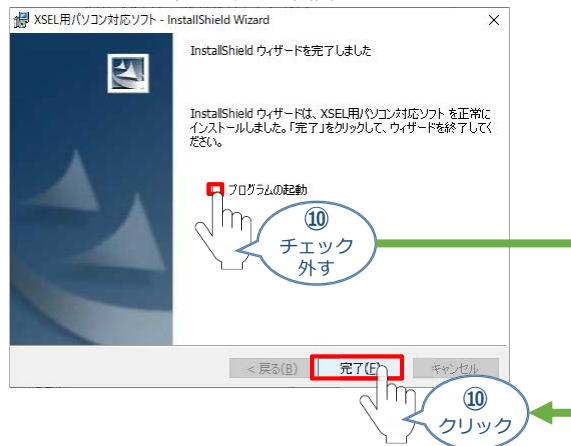 XSEL用パソコン対応ソフト - InstallShield Wizard
InstallShield ウィザードを完了しました
InstallShield ウィザードは、XSEL用パソコン対応ソフト を正常に
インストールしました。「完了」をクリックして、ウィザードを終了してく
ださい。
プログラムの起動
⑩
チェック
外す
< 戻る(B)
完了(F)
キャンセル
⑩
クリック